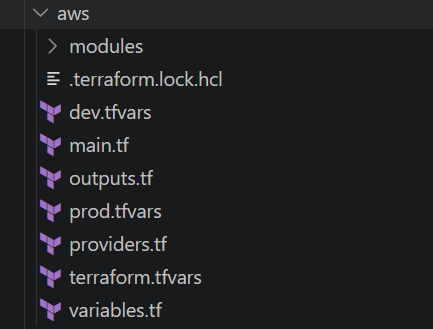 aws
modules
.terraform.lock.hcl
dev.tfvars
main.tf
outputs.tf
prod.tfvars
providers.tf
terraform.tfvars
variables.tf